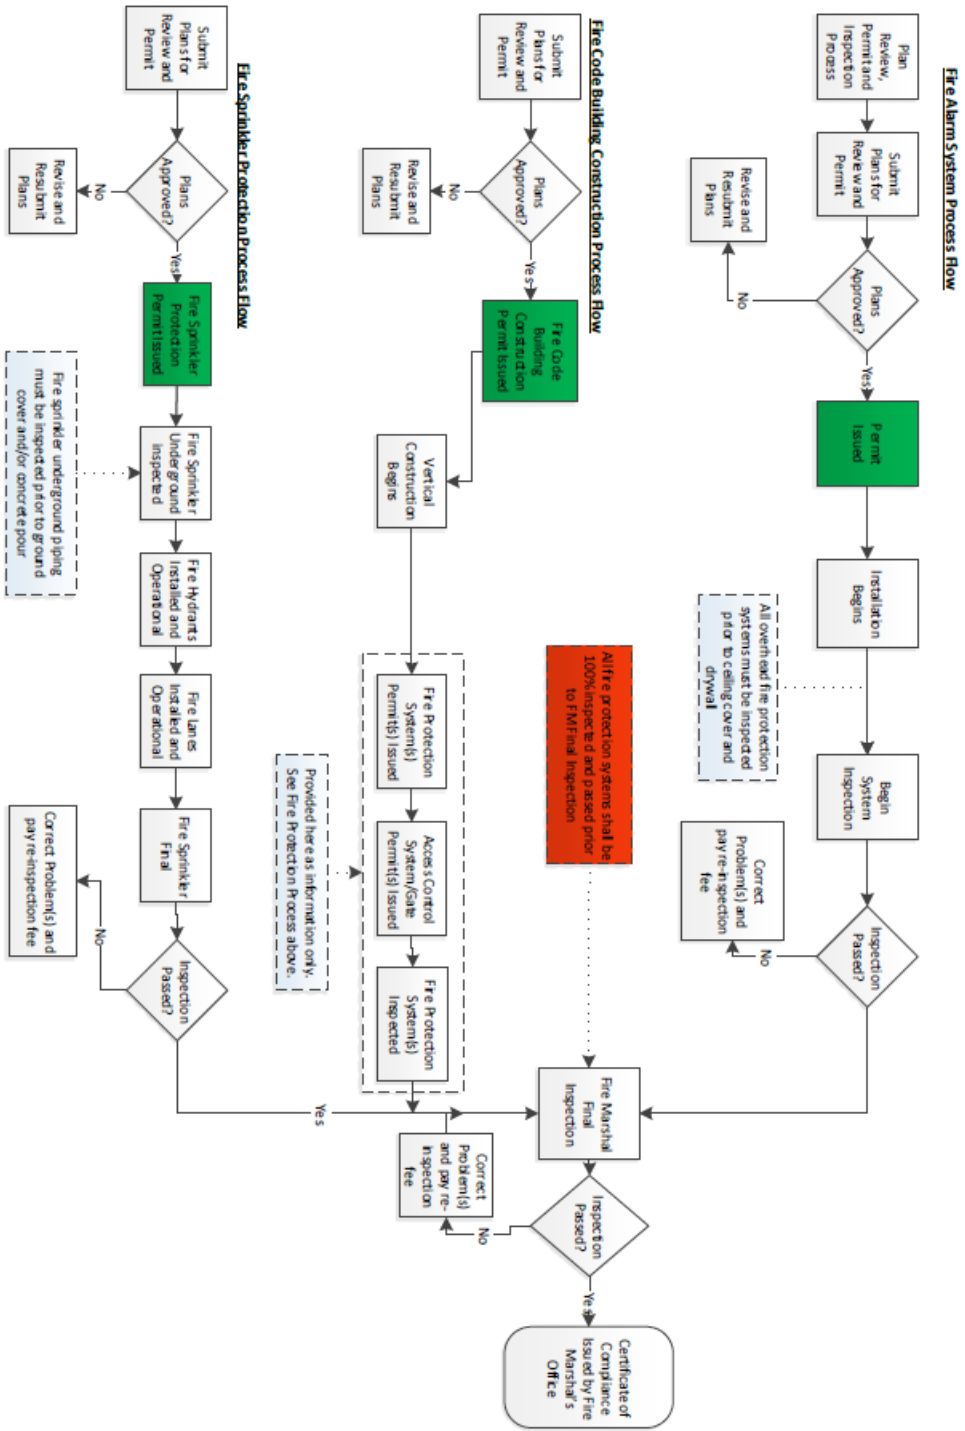 Fire Alarm System Process Flow
Plan
Review,
Permit and
Inspection
Process
Submit
Plans for
Review and
Permit
Plans
Approved?
No
Revise and
Resubmit
Plans
Yes
Permit
Issued
Installation
Begins
All overhead fire protection
systems must be inspected
prior to ceiling cover and
drywall
Begin
System
Inspection
Inspection
Passed?
No
Correct
Problem(s) and
pay re-inspection
fee
All fire protection systems shall be
100% inspected and passed prior
to FM Final Inspection
Fire Marshal
Final
Inspection
Inspection
Passed?
No
Correct
Problem(s)
and pay re-
inspection
fee
Yes
Certificate of
Compliance
Issued by Fire
Marshal's
Office
Fire Code Building Construction Process Flow
Submit
Plans for
Review and
Permit
Plans
Approved?
No
Revise and
Resubmit
Plans
Yes
Fire Code
Building
Construction
Permit Issued
Vertical
Construction
Begins
Fire Protection
System(s)
Permit(s) Issued
Access Control
System/Gate
Permit(s) Issued
Fire Protection
System(s)
Inspected
Provided here as information only.
See Fire Protection Process above.
Fire Sprinkler Protection Process Flow
Submit
Plans for
Review and
Permit
Plans
Approved?
No
Revise and
Resubmit
Plans
Yes
Fire Sprinkler
Protection
Permit Issued
Fire Sprinkler
Underground
inspected
Fire sprinkler underground piping
must be inspected prior to ground
cover and/or concrete pour
Fire Hydrants
Installed and
Operational
Fire Lanes
Installed and
Operational
Fire Sprinkler
Final
Inspection
Passed?
No
Correct Problem(s) and
pay re-inspection fee
Yes